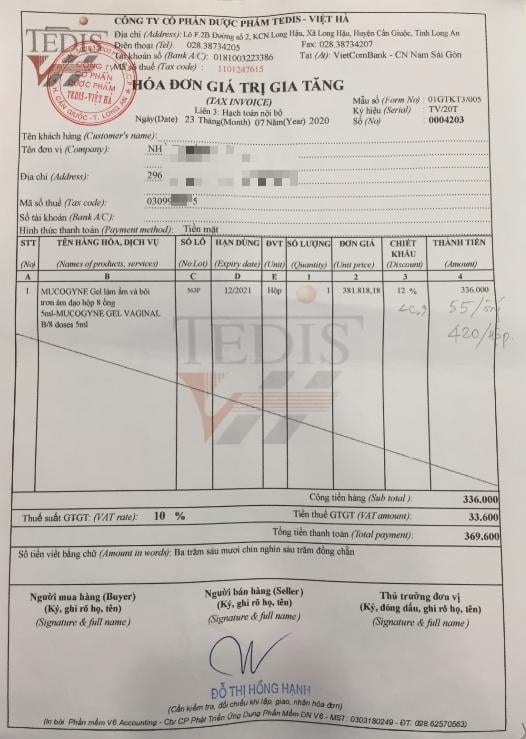 CÔNG TY CỔ PHẦN DƯỢC PHẨM TEDIS - VIỆT HÀ
Địa chỉ (Address): Lô F.2B Đường số 2, KCN Long Hậu, Xã Long Hậu, Huyện Cần Giuộc, Tỉnh Long An
Điện thoại (Tel): 028.38734205 Fax: 028.38734207
Tài khoản số (Bank A/C): 0181003223386 Tại (At): VietComBank - CN Nam Sài Gòn
Mã số thuế (Tax code): 1101247615
TEDIS
CÔNG TY
CỔ PHẦN
DƯỢC PHẨM
TEDIS-VIỆT HÀ
H. CẦN GIUỘC - T. LONG AN
HÓA ĐƠN GIÁ TRỊ GIA TĂNG
(TAX INVOICE)
Liên 3: Hạch toán nội bộ
Ngày(Date) 23 Tháng(Month) 07 Năm(Year) 2020
Mẫu số (Form No) : 01GTKT3/005
Ký hiệu (Serial) : TV/20T
Số (No) : 0004203
Tên khách hàng (Customer's name):
Tên đơn vị (Company): NH
Địa chỉ (Address): 296
Mã số thuế (Tax code): 0309 5
Số tài khoản (Bank A/C):
Hình thức thanh toán (Payment method): Tiền mặt
STT TÊN HÀNG HÓA, DỊCH VỤ SỐ LÔ HẠN DÙNG ĐVT SỐ LƯỢNG ĐƠN GIÁ CHIẾT KHẤU THÀNH TIỀN
(No) (Names of products, services) (No Lot) (Expiry date) (Unit) (Quantity) (Unit price) (Discount) (Amount)
A B C D E 1 2 3 4
1 MUCOGYNE Gel làm ẩm và bôi 563P 12/2021 Hộp 1 381.818,18 12 % 336.000
trơn âm đạo hộp 8 ống
5ml-MUCOGYNE GEL VAGINAL
B/8 doses 5ml
55/ống
420/hộp.
TEDIS
Cộng tiền hàng (Sub total ): 336.000
Thuế suất GTGT: (VAT rate): 10 % Tiền thuế GTGT (VAT amount): 33.600
Tổng tiền thanh toán (Total payment): 369.600
Số tiền viết bằng chữ (Amount in words): Ba trăm sáu mươi chín nghìn sáu trăm đồng chẵn
Người mua hàng (Buyer) Người bán hàng (Seller) Thủ trưởng đơn vị
(Ký, ghi rõ họ, tên) (Ký, ghi rõ họ, tên) (Ký, đóng dấu, ghi rõ họ, tên)
(Signature & full name) (Signature & full name) (Signature & full name)
ĐỖ THỊ HỒNG HẠNH
(Cần kiểm tra, đối chiếu khi lập, giao, nhận hóa đơn)
(In bởi Phần mềm V6 Accounting - Cty CP Phát Triển Ứng Dụng Phần Mềm DN V6 - MST: 0303180249 - ĐT: 028.62570563)